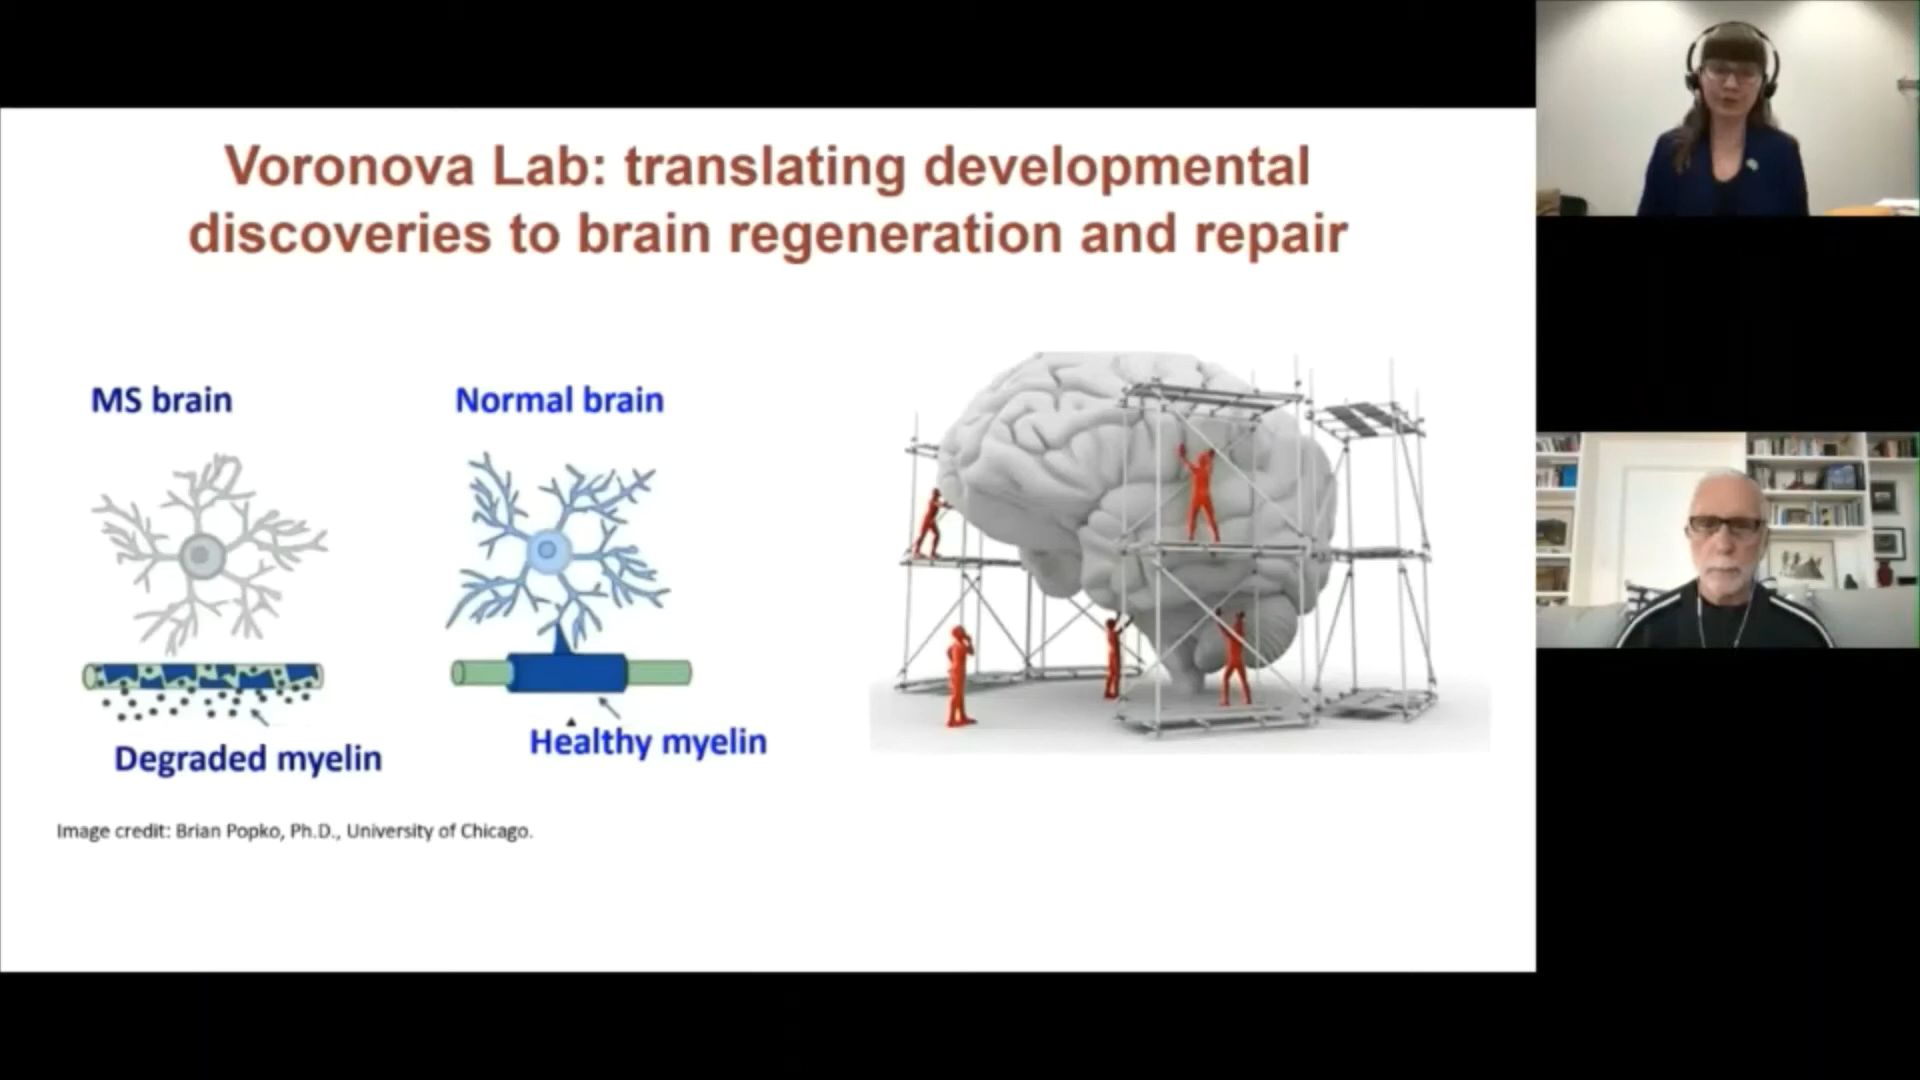 Voronova Lab: translating developmental
discoveries to brain regeneration and repair
MS brain
Normal brain
Degraded myelin
Healthy myelin
Image credit: Brian Popko, Ph.D., University of Chicago.